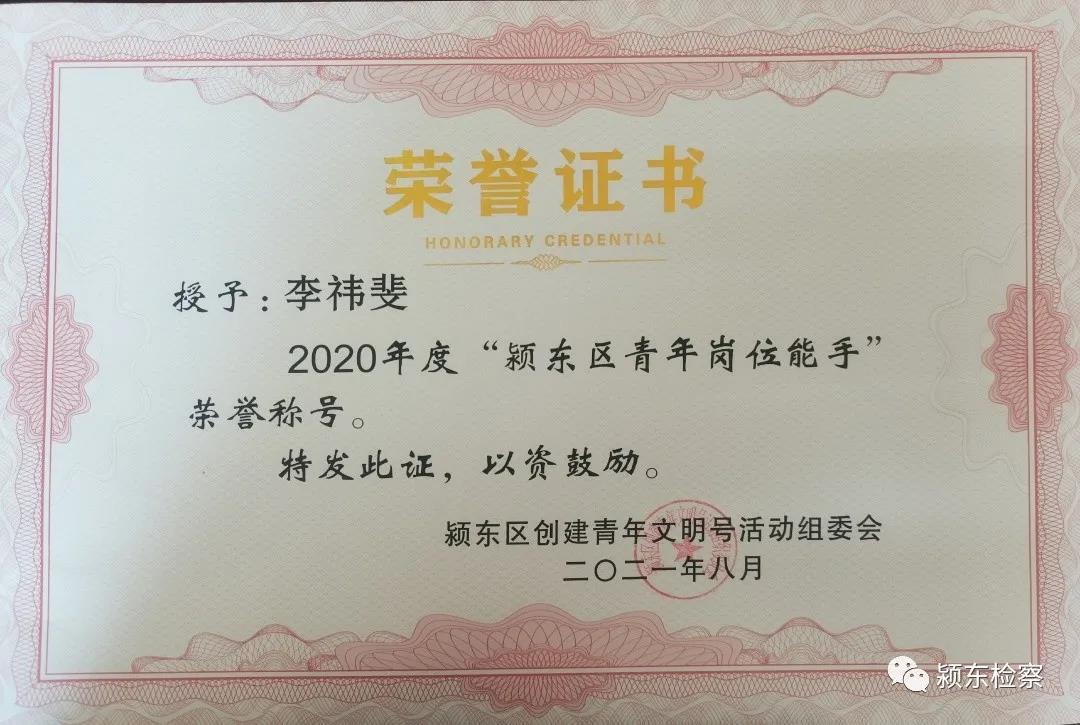 荣誉证书
HONORARY CREDENTIAL
授予:李祎斐
2020年度“颍东区青年岗位能手”
荣誉称号。
特发此证,以资鼓励。
颍东区创建青年文明号活动组委会
二〇二一年八月
颍东检察